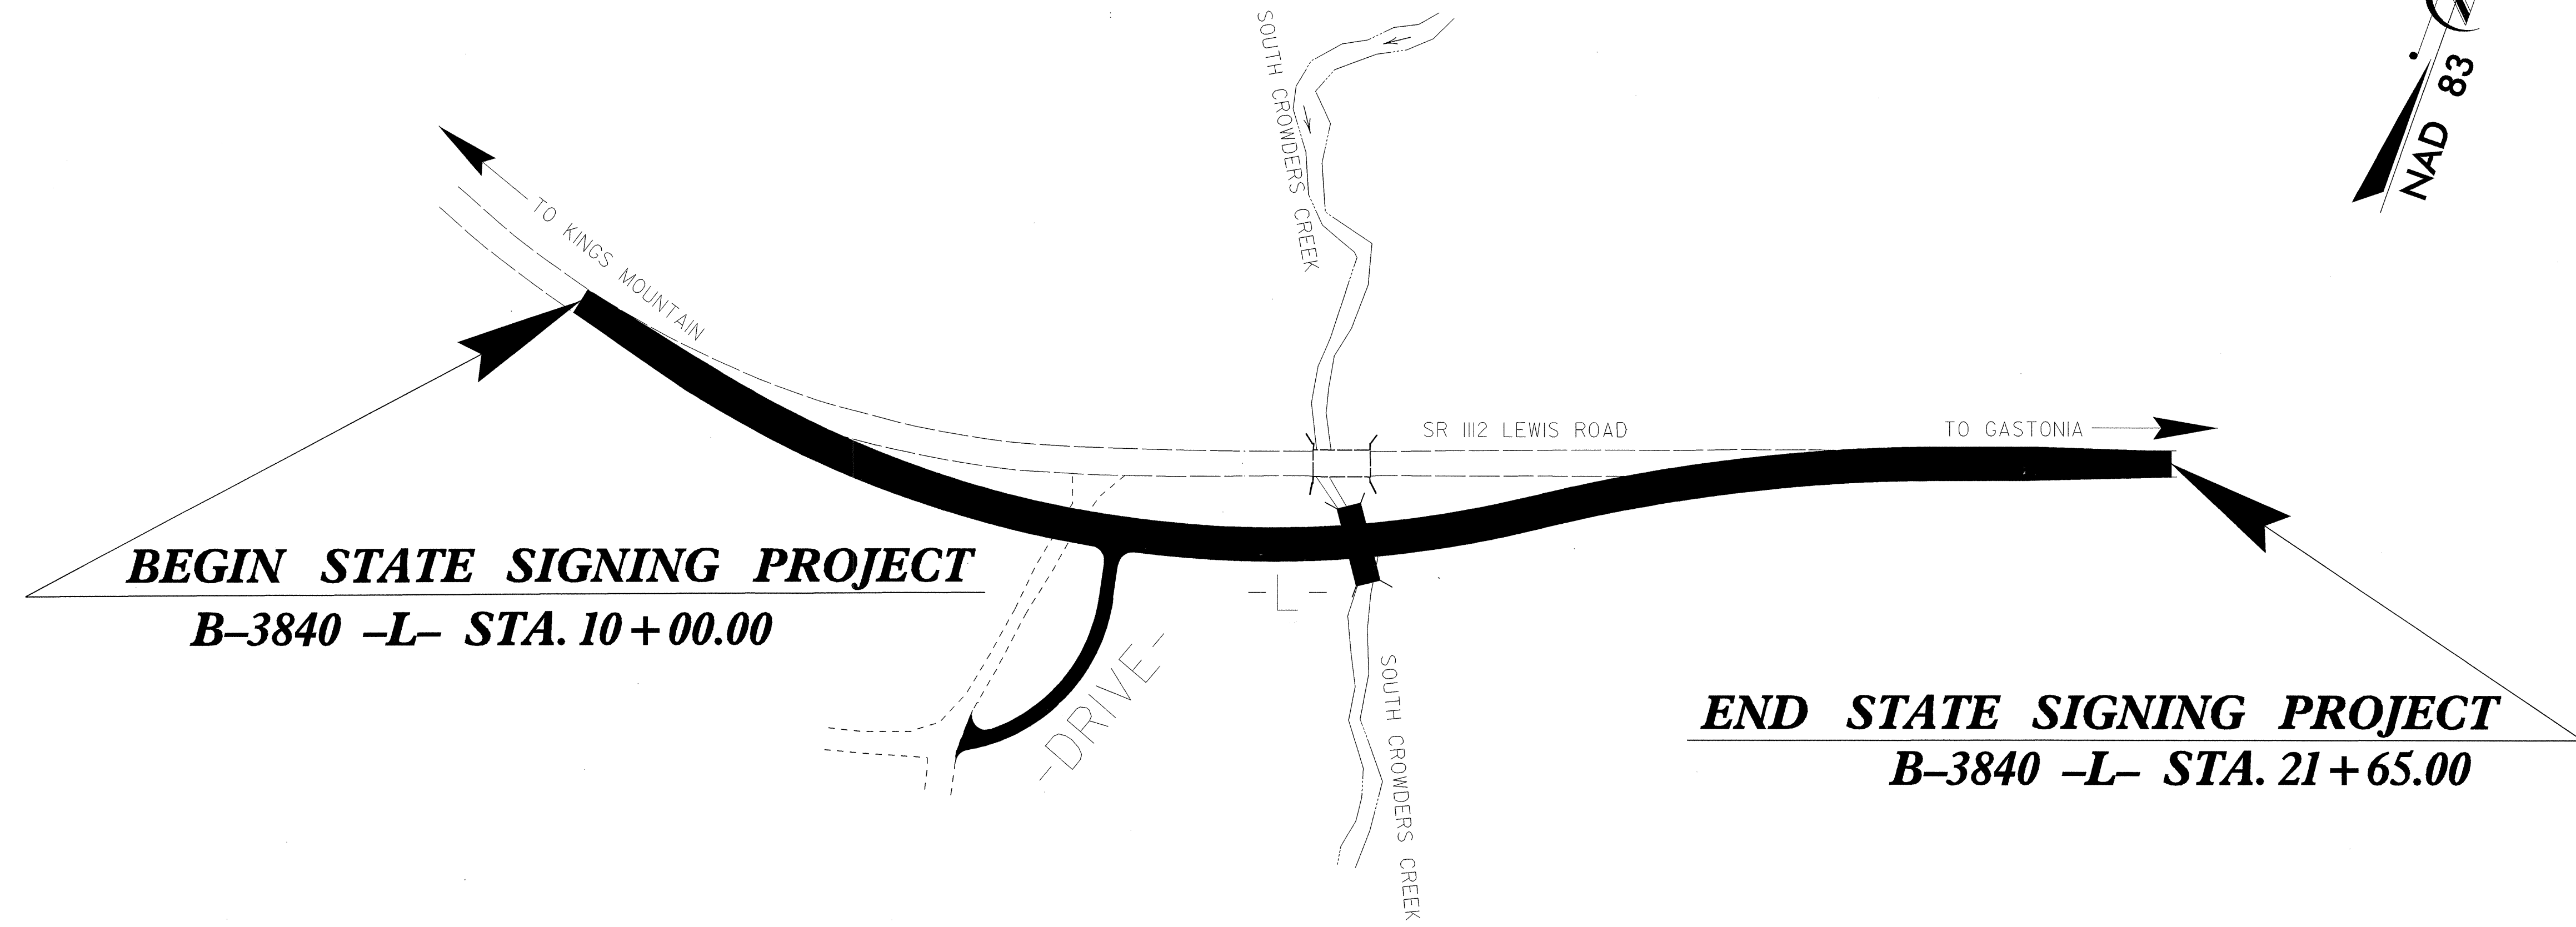 SOUTH CROWDERS CREEK
NAD 83
TO KINGS MOUNTAIN
SR 1112 LEWIS ROAD
TO GASTONIA
BEGIN STATE SIGNING PROJECT
B–3840 –L– STA. 10+00.00
-L-
-DRIVE-
SOUTH CROWDERS CREEK
END STATE SIGNING PROJECT
B–3840 –L– STA. 21+65.00